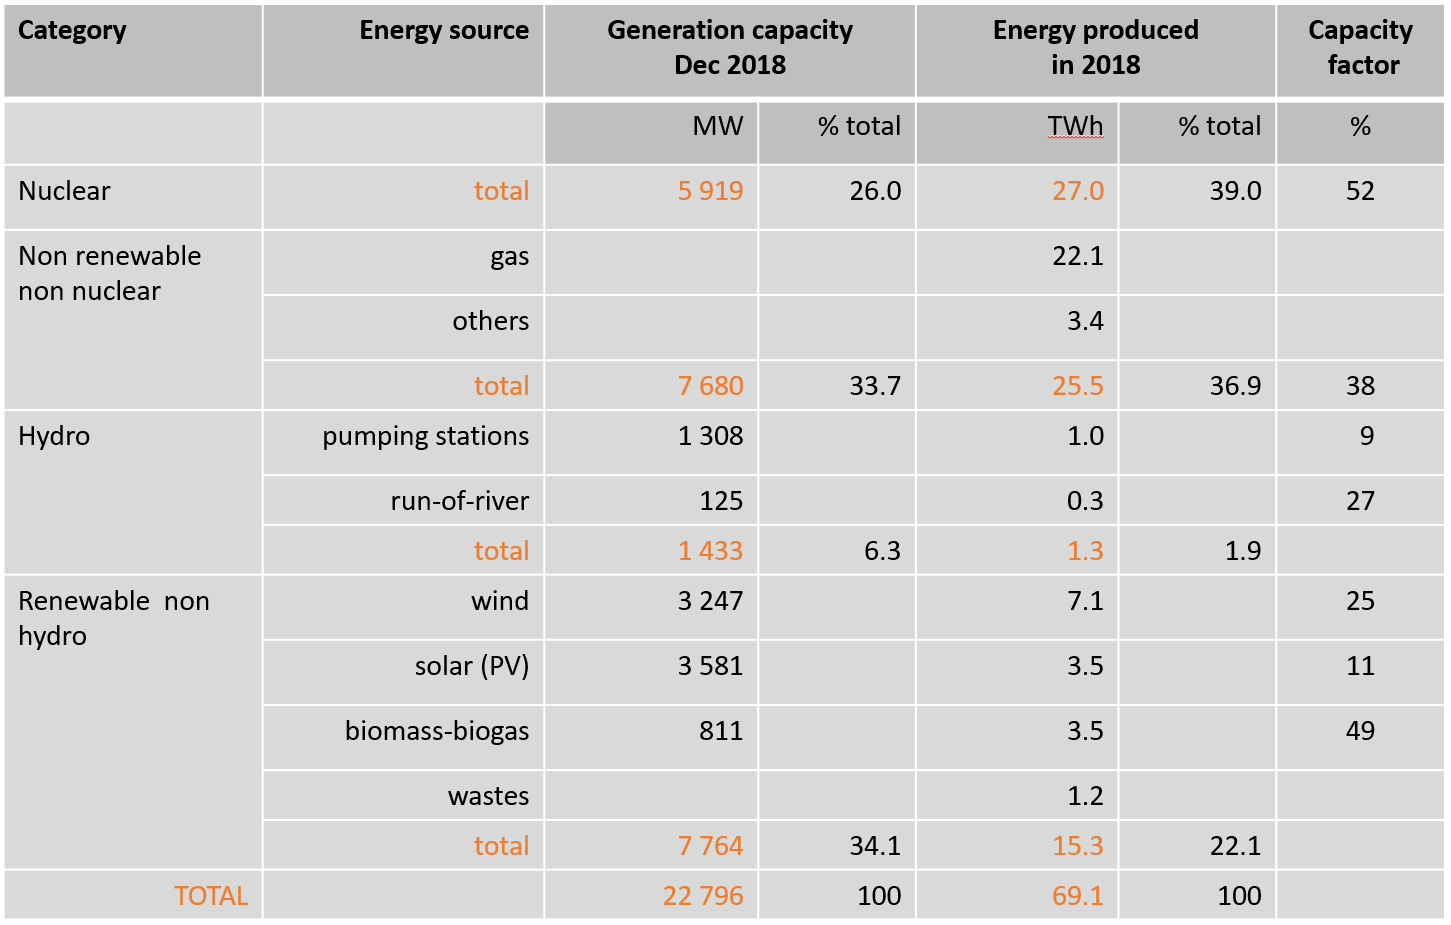 Category Energy source Generation capacity Energy produced Capacity
Dec 2018 in 2018 factor
MW % total TWh % total %
Nuclear total 5 919 26.0 27.0 39.0 52
Non renewable gas 22.1
non nuclear
others 3.4
total 7 680 33.7 25.5 36.9 38
Hydro pumping stations 1 308 1.0 9
run-of-river 125 0.3 27
total 1 433 6.3 1.3 1.9
Renewable non wind 3 247 7.1 25
hydro
solar (PV) 3 581 3.5 11
biomass-biogas 811 3.5 49
wastes 1.2
total 7 764 34.1 15.3 22.1
TOTAL 22 796 100 69.1 100